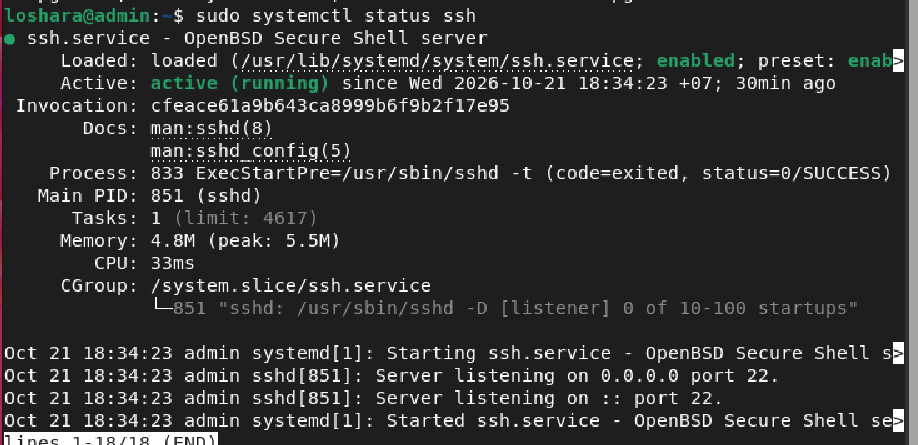 loshara@admin:~$ sudo systemctl status ssh
● ssh.service - OpenBSD Secure Shell server
     Loaded: loaded (/usr/lib/systemd/system/ssh.service; enabled; preset: enab>
     Active: active (running) since Wed 2026-10-21 18:34:23 +07; 30min ago
 Invocation: cfeace61a9b643ca8999b6f9b2f17e95
       Docs: man:sshd(8)
             man:sshd_config(5)
    Process: 833 ExecStartPre=/usr/sbin/sshd -t (code=exited, status=0/SUCCESS)
   Main PID: 851 (sshd)
      Tasks: 1 (limit: 4617)
     Memory: 4.8M (peak: 5.5M)
        CPU: 33ms
     CGroup: /system.slice/ssh.service
             └─851 "sshd: /usr/sbin/sshd -D [listener] 0 of 10-100 startups"

Oct 21 18:34:23 admin systemd[1]: Starting ssh.service - OpenBSD Secure Shell s>
Oct 21 18:34:23 admin sshd[851]: Server listening on 0.0.0.0 port 22.
Oct 21 18:34:23 admin sshd[851]: Server listening on :: port 22.
Oct 21 18:34:23 admin systemd[1]: Started ssh.service - OpenBSD Secure Shell se>
lines 1-18/18 (END)